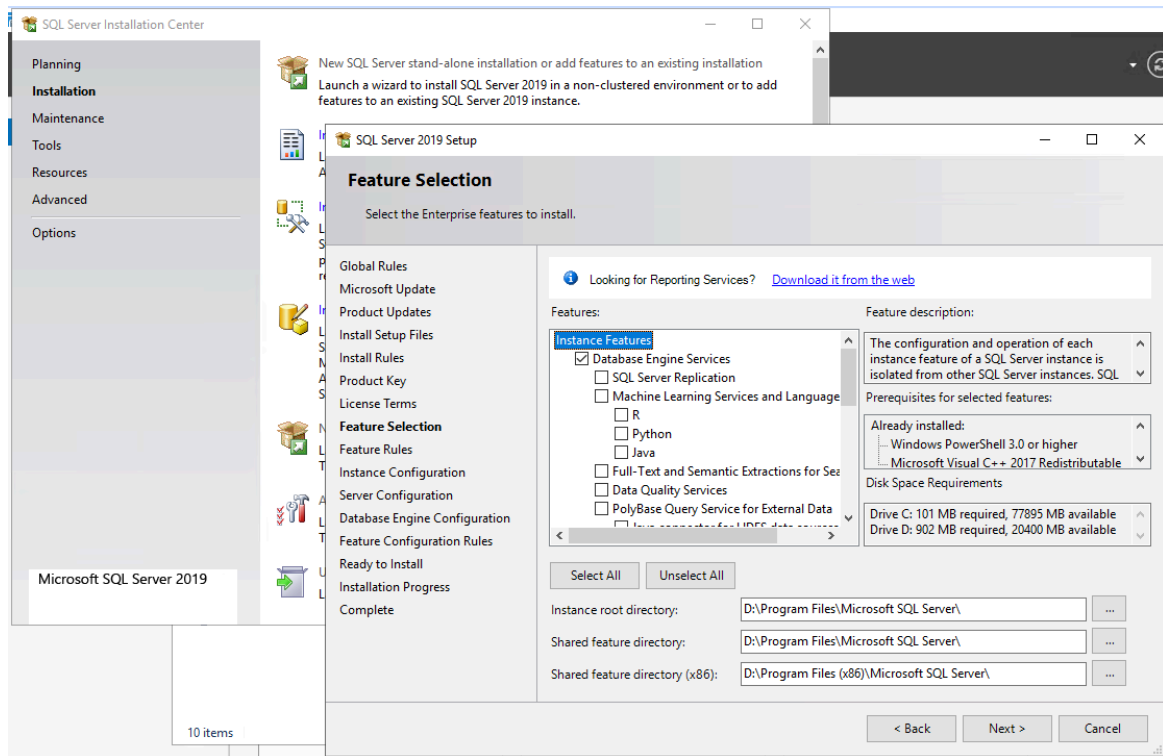 SQL Server Installation Center
Planning
Installation
Maintenance
Tools
Resources
Advanced
Options
Microsoft SQL Server 2019
New SQL Server stand-alone installation or add features to an existing installation
Launch a wizard to install SQL Server 2019 in a non-clustered environment or to add
features to an existing SQL Server 2019 instance.
10 items
SQL Server 2019 Setup
Feature Selection
Select the Enterprise features to install.
Global Rules
Microsoft Update
Product Updates
Install Setup Files
Install Rules
Product Key
License Terms
Feature Selection
Feature Rules
Instance Configuration
Server Configuration
Database Engine Configuration
Feature Configuration Rules
Ready to Install
Installation Progress
Complete
Looking for Reporting Services? Download it from the web
Features:
Instance Features
Database Engine Services
SQL Server Replication
Machine Learning Services and Language
R
Python
Java
Full-Text and Semantic Extractions for Sea
Data Quality Services
PolyBase Query Service for External Data
Java connector for HDFS data sources
Feature description:
The configuration and operation of each
instance feature of a SQL Server instance is
isolated from other SQL Server instances. SQL
Prerequisites for selected features:
Already installed:
Windows PowerShell 3.0 or higher
Microsoft Visual C++ 2017 Redistributable
Disk Space Requirements
Drive C: 101 MB required, 77895 MB available
Drive D: 902 MB required, 20400 MB available
Select All
Unselect All
Instance root directory: D:\Program Files\Microsoft SQL Server\ ...
Shared feature directory: D:\Program Files\Microsoft SQL Server\ ...
Shared feature directory (x86): D:\Program Files (x86)\Microsoft SQL Server\ ...
< Back
Next >
Cancel